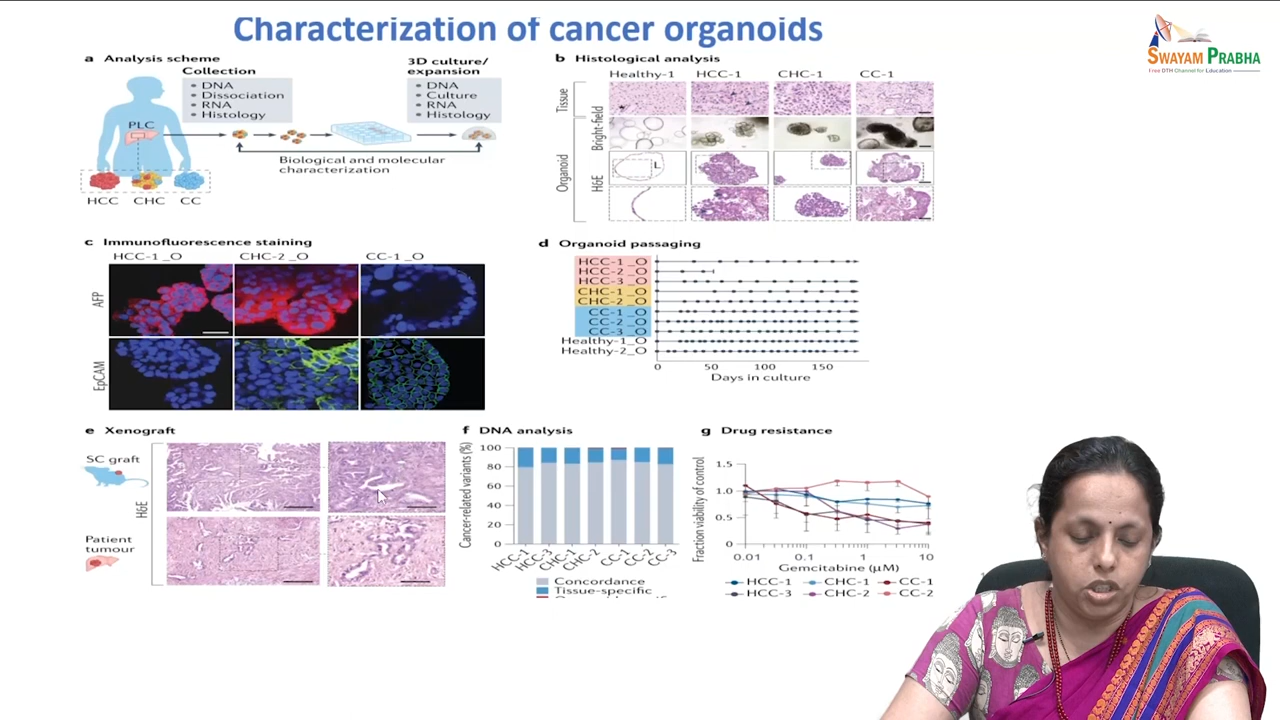 Characterization of cancer organoids
SWAYAM PRABHA
Free DTH Channel for Education
a Analysis scheme
Collection
• DNA
• Dissociation
• RNA
• Histology
3D culture/
expansion
• DNA
• Culture
• RNA
• Histology
PLC
Biological and molecular
characterization
HCC CHC CC
b Histological analysis
Healthy-1 HCC-1 CHC-1 CC-1
Tissue
Bright-field
Organoid
H&E
L
c Immunofluorescence staining
HCC-1_O CHC-2_O CC-1_O
AFP
EpCAM
d Organoid passaging
HCC-1_O
HCC-2_O
HCC-3_O
CHC-1_O
CHC-2_O
CC-1_O
CC-2_O
CC-3_O
Healthy-1_O
Healthy-2_O
0 50 100 150
Days in culture
e Xenograft
SC graft
H&E
Patient
tumour
f DNA analysis
Cancer-related variants (%)
100
80
60
40
20
0
HCC-1 HCC-3 CHC-1 CHC-2 CC-1 CC-2 CC-3
Concordance
Tissue-specific
g Drug resistance
Fraction viability of control
1.5
1.0
0.5
0
0.01 0.1 1 10
Gemcitabine (μM)
HCC-1 CHC-1 CC-1
HCC-3 CHC-2 CC-2